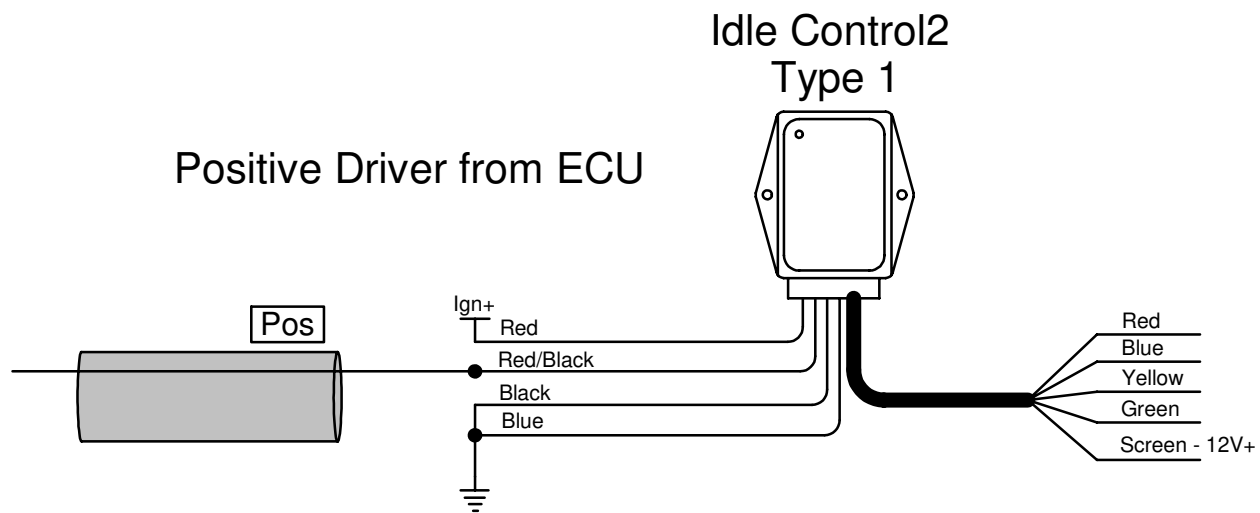 Idle Control2
Type 1
Positive Driver from ECU
Ign+
Pos
Red
Red/Black
Black
Blue
Red
Blue
Yellow
Green
Screen - 12V+